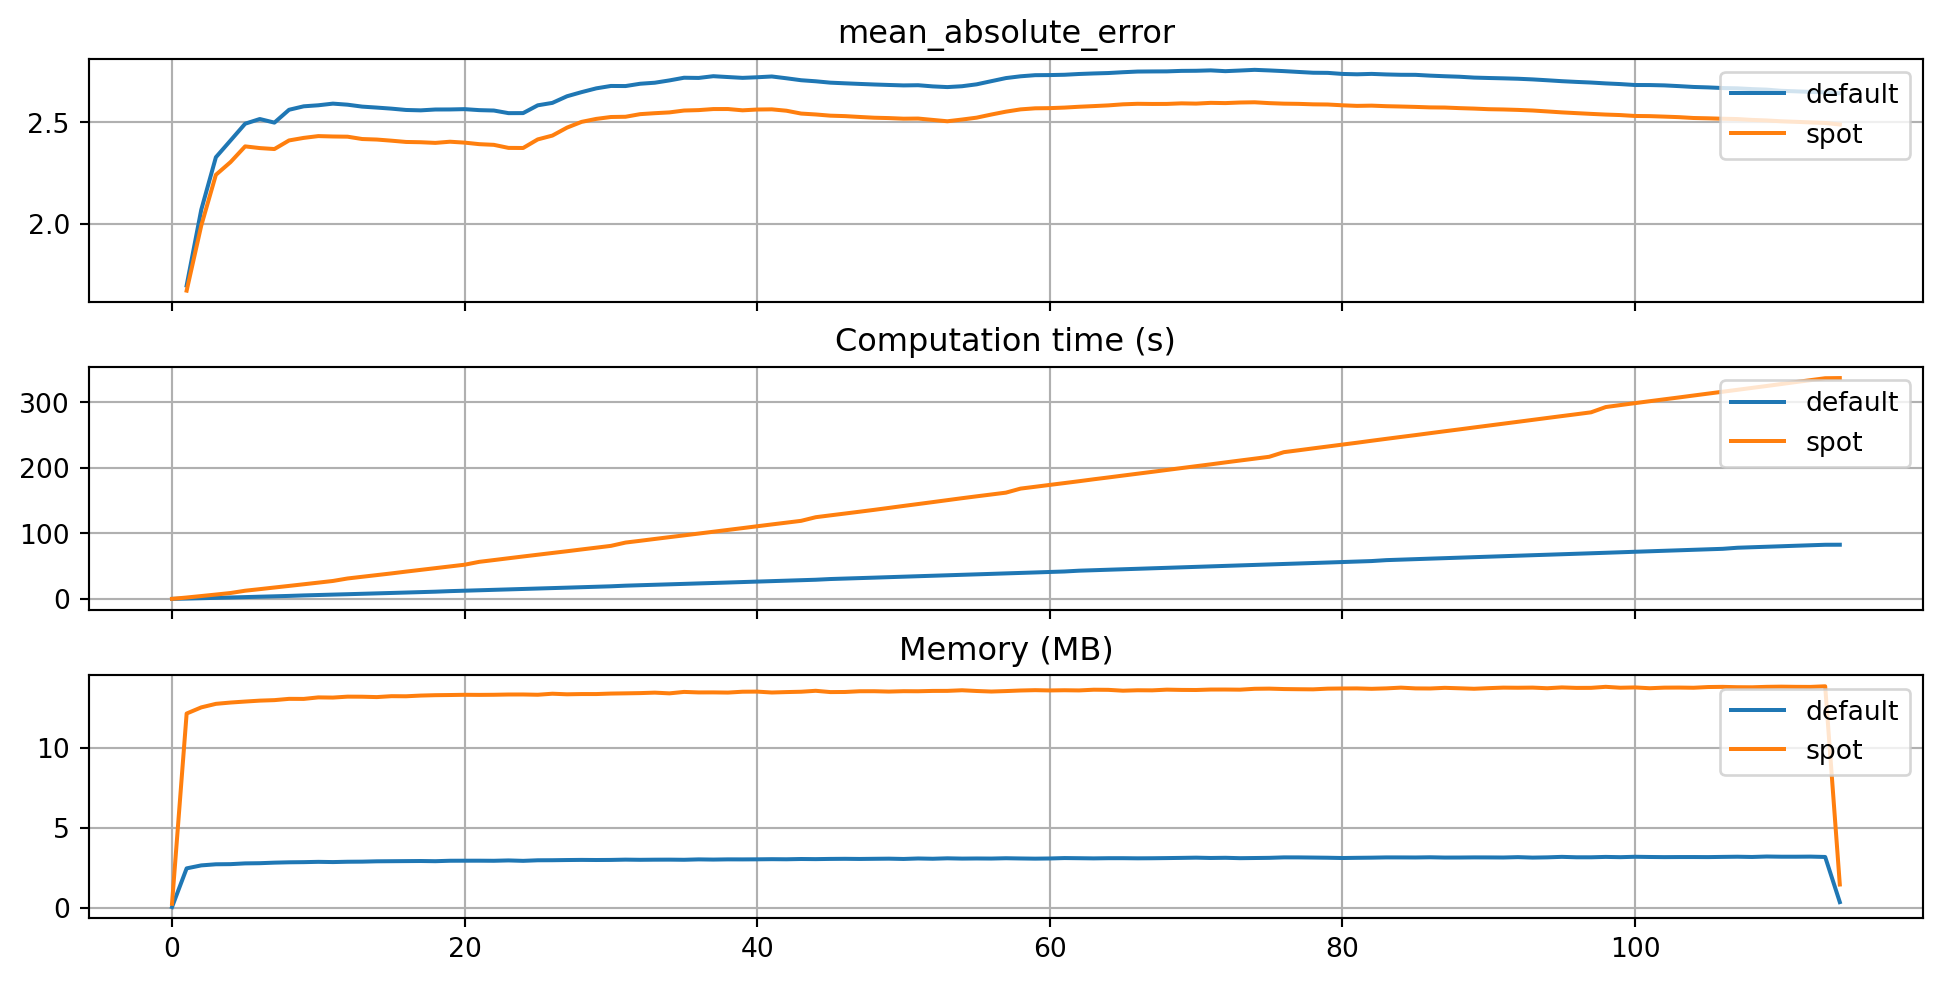 mean_absolute_error
2.5
2.0
default
spot
Computation time (s)
300
200
100
0
default
spot
Memory (MB)
10
5
0
default
spot
0 20 40 60 80 100